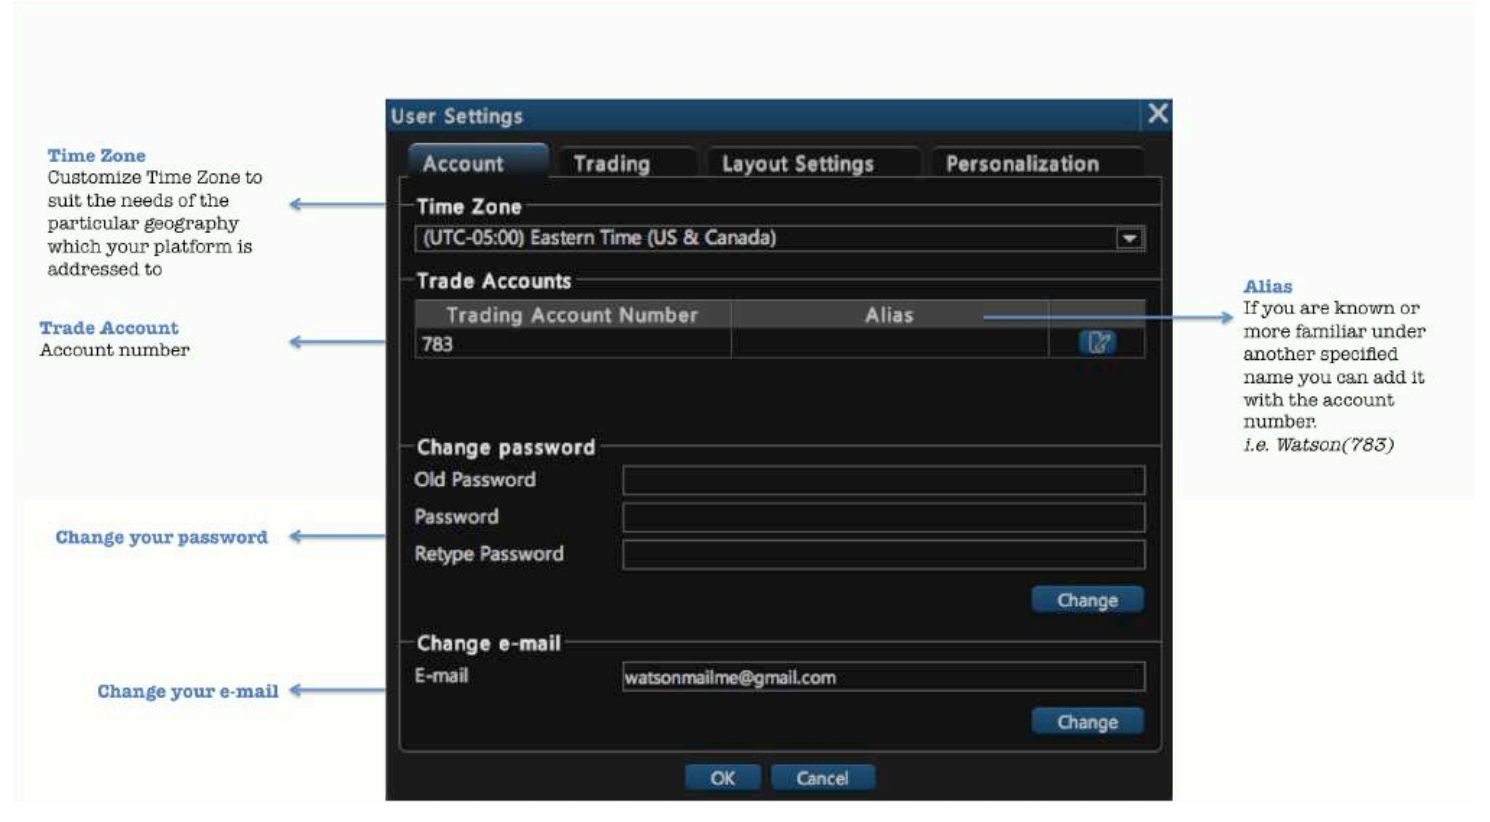 User Settings
Account
Trading
Layout Settings
Personalization
Time Zone
Customize Time Zone to
suit the needs of the
particular geography
which your platform is
addressed to
Time Zone
(UTC-05:00) Eastern Time (US & Canada)
Trade Accounts
Trading Account Number
Alias
783
Trade Account
Account number
Alias
If you are known or
more familiar under
another specified
name you can add it
with the account
number.
i.e. Watson(783)
Change password
Old Password
Password
Retype Password
Change your password
Change
Change e-mail
E-mail
watsonmailme@gmail.com
Change your e-mail
Change
OK
Cancel